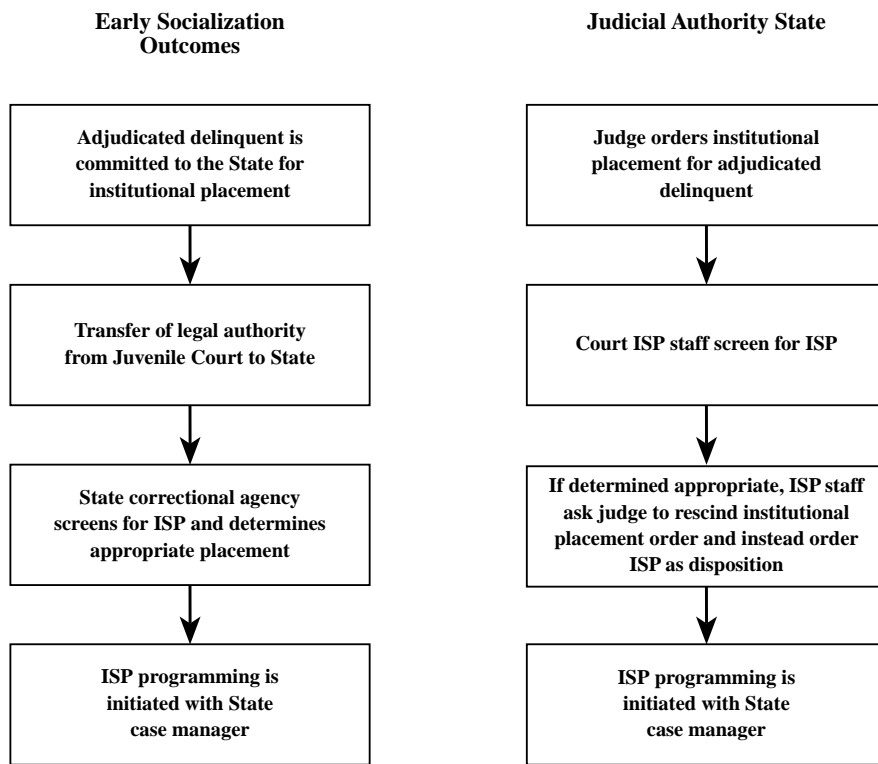 Early Socialization
Outcomes
Adjudicated delinquent is
committed to the State for
institutional placement
Transfer of legal authority
from Juvenile Court to State
State correctional agency
screens for ISP and determines
appropriate placement
ISP programming is
initiated with State
case manager
Judicial Authority State
Judge orders institutional
placement for adjudicated
delinquent
Court ISP staff screen for ISP
If determined appropriate, ISP staff
ask judge to rescind institutional
placement order and instead order
ISP as disposition
ISP programming is
initiated with State
case manager